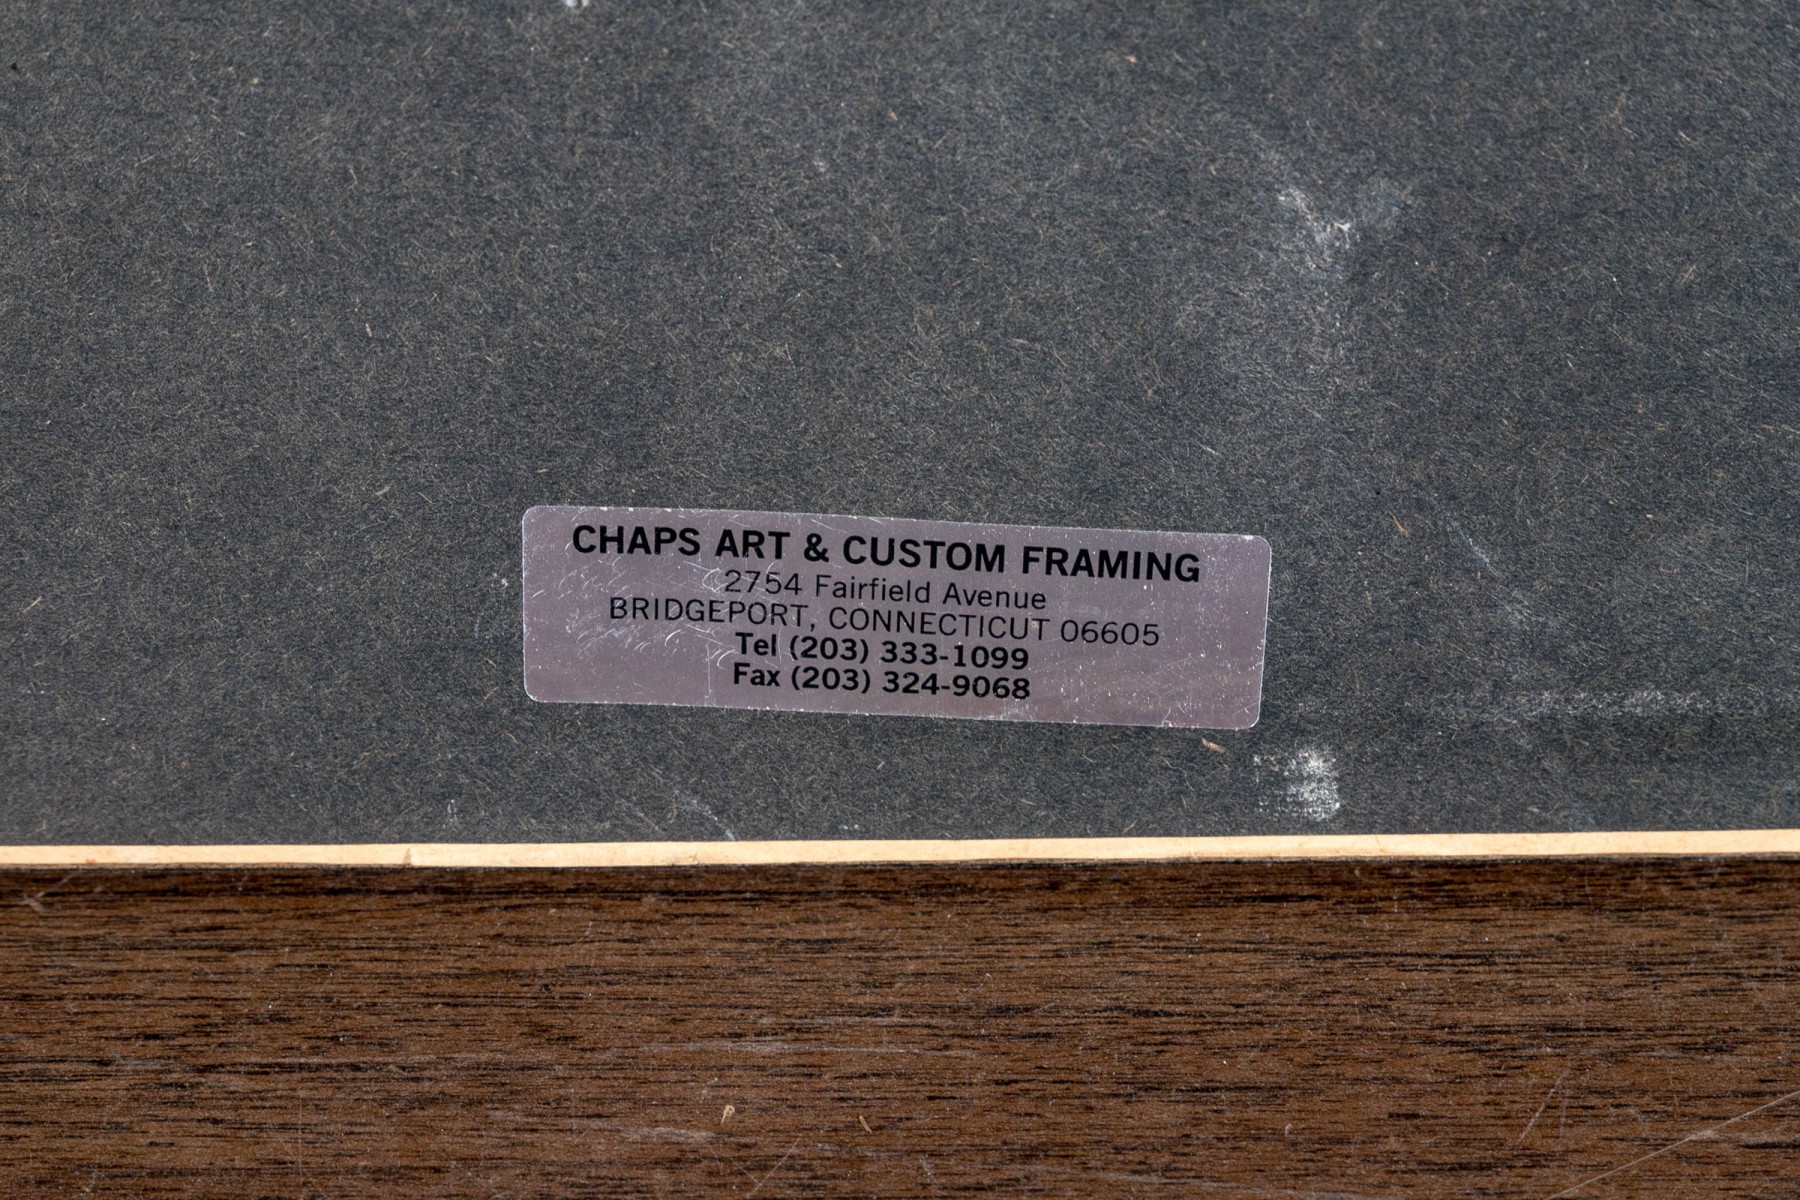 CHAPS ART & CUSTOM FRAMING
2754 Fairfield Avenue
BRIDGEPORT, CONNECTICUT 06605
Tel (203) 333-1099
Fax (203) 324-9068